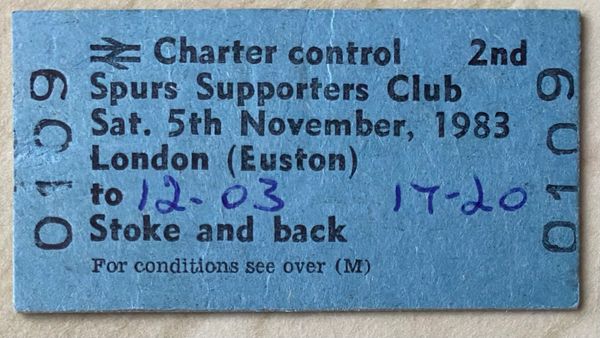 Charter control 2nd
Spurs Supporters Club
Sat. 5th November, 1983
London (Euston)
to 12-03 17-20
Stoke and back
For conditions see over (M)
0109
0109